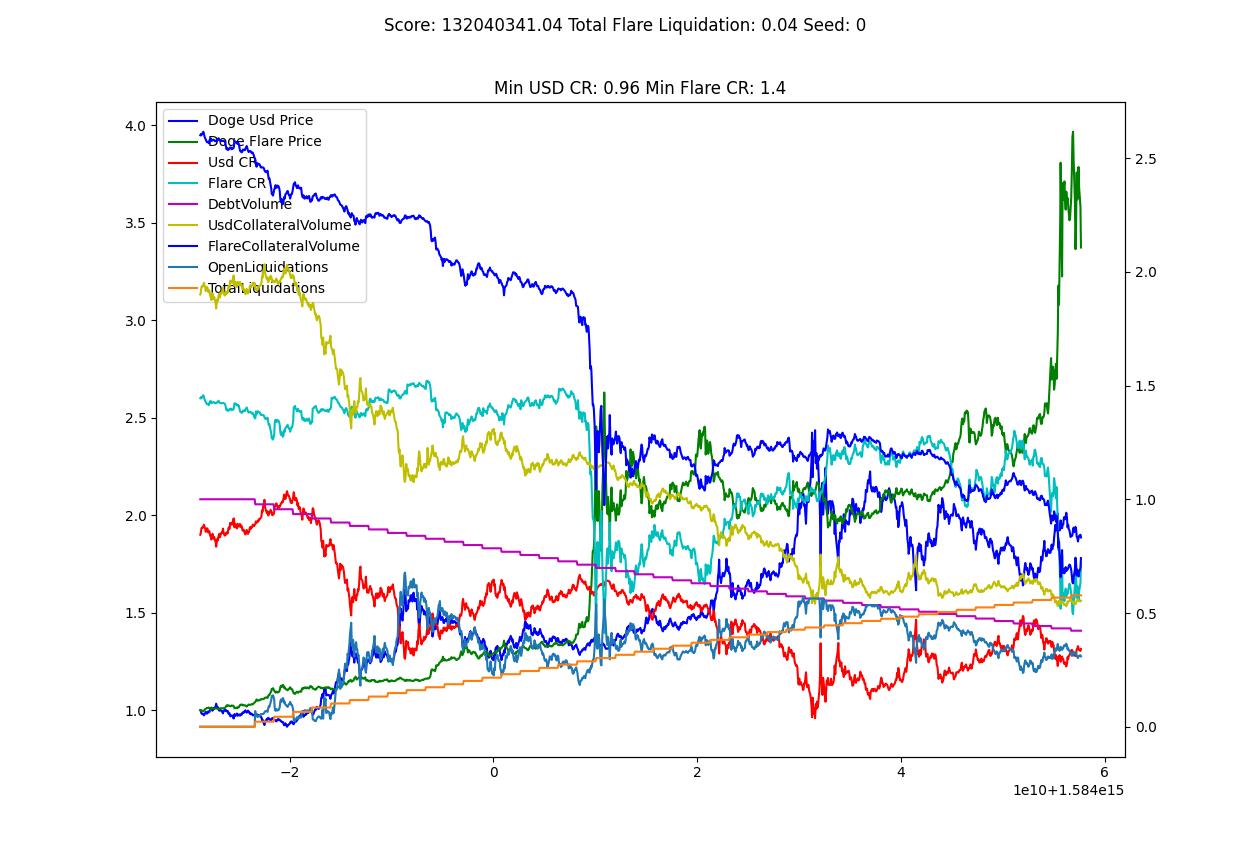 Score: 132040341.04 Total Flare Liquidation: 0.04 Seed: 0
Min USD CR: 0.96 Min Flare CR: 1.4
Doge Usd Price
Doge Flare Price
Usd CR
Flare CR
DebtVolume
UsdCollateralVolume
FlareCollateralVolume
OpenLiquidations
TotalLiquidations
4.0
3.5
3.0
2.5
2.0
1.5
1.0
2.5
2.0
1.5
1.0
0.5
0.0
−2 0 2 4 6
1e10+1.584e15